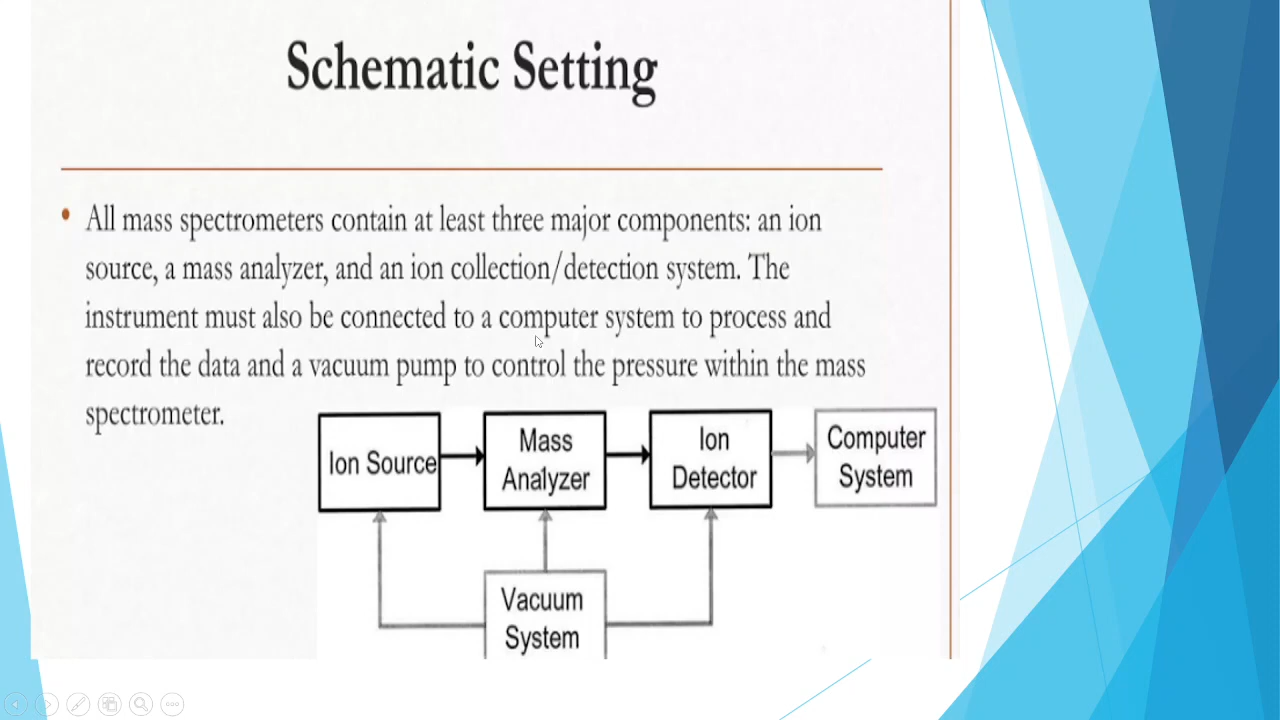 Schematic Setting
• All mass spectrometers contain at least three major components: an ion
source, a mass analyzer, and an ion collection/detection system. The
instrument must also be connected to a computer system to process and
record the data and a vacuum pump to control the pressure within the mass
spectrometer.
Ion Source
Mass
Analyzer
Ion
Detector
Computer
System
Vacuum
System